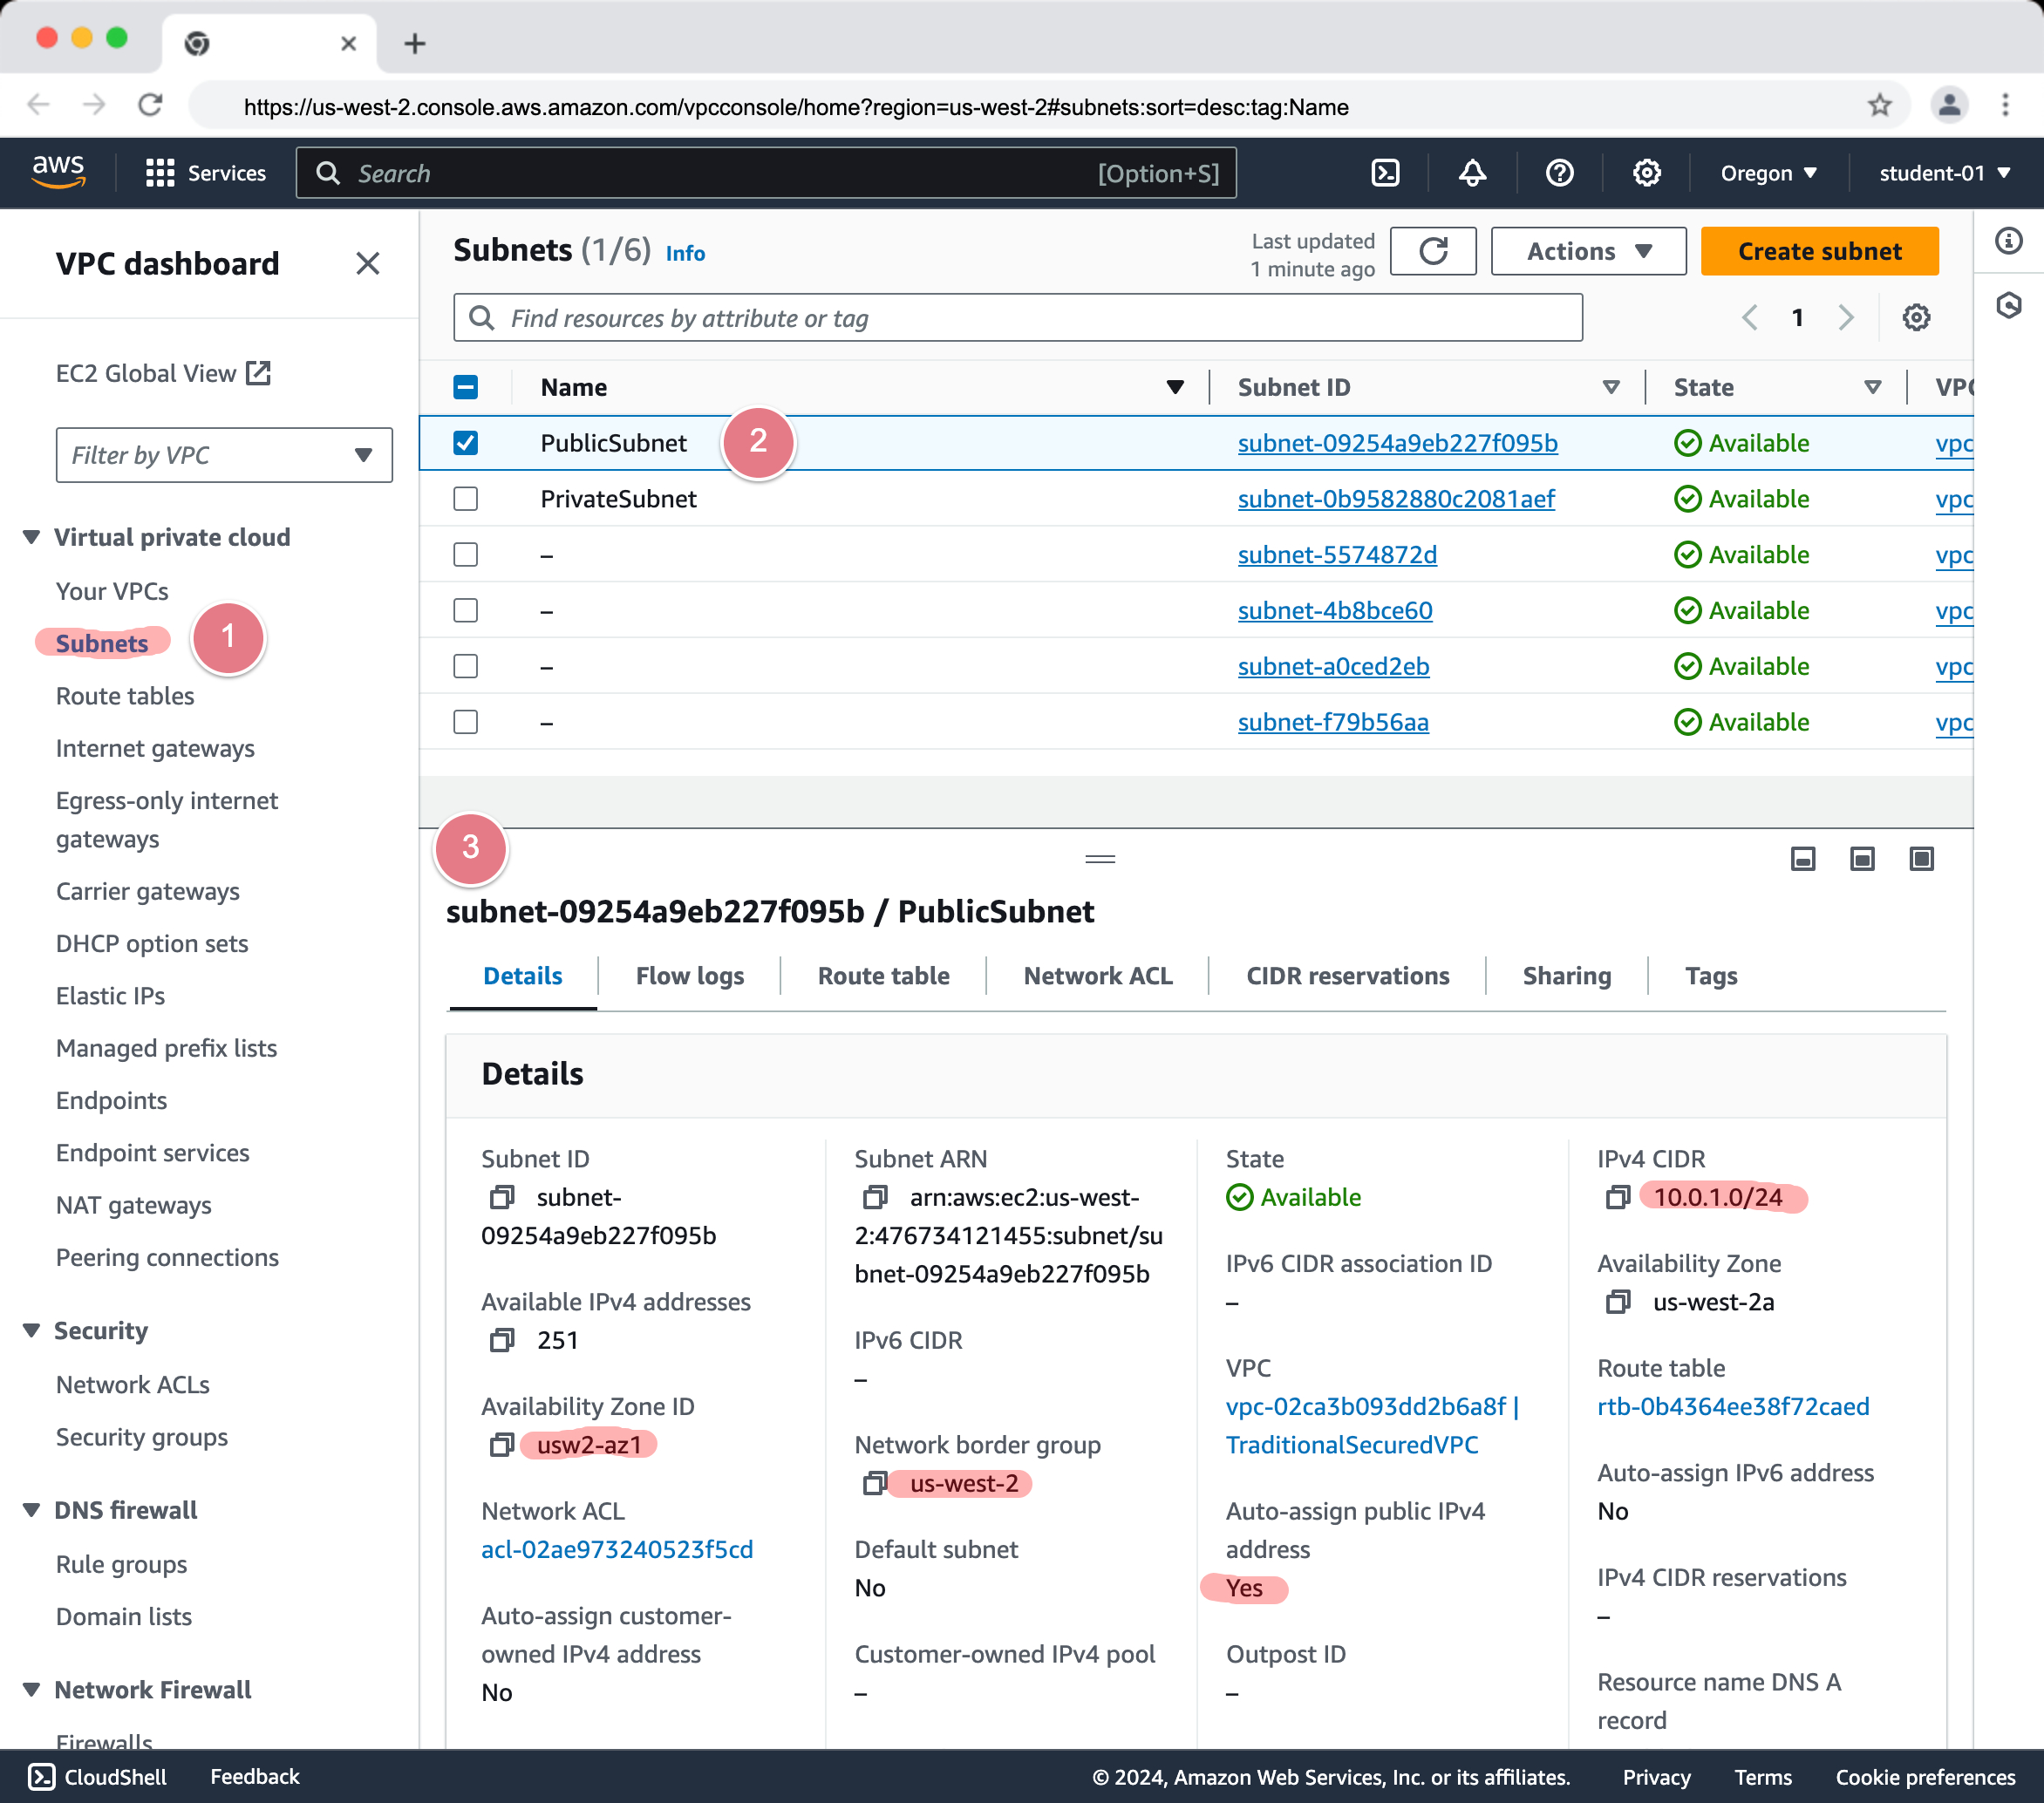 https://us-west-2.console.aws.amazon.com/vpcconsole/home?region=us-west-2#subnets:sort=desc:tag:Name
aws
Services
Search
[Option+S]
Oregon
student-01
VPC dashboard
EC2 Global View
Filter by VPC
Virtual private cloud
Your VPCs
Subnets
1
Route tables
Internet gateways
Egress-only internet
gateways
Carrier gateways
DHCP option sets
Elastic IPs
Managed prefix lists
Endpoints
Endpoint services
NAT gateways
Peering connections
Security
Network ACLs
Security groups
DNS firewall
Rule groups
Domain lists
Network Firewall
Firewalls
Subnets (1/6) Info
Last updated
1 minute ago
Actions
Create subnet
Find resources by attribute or tag
1
Name Subnet ID State VPC
PublicSubnet 2 subnet-09254a9eb227f095b Available vpc
PrivateSubnet subnet-0b9582880c2081aef Available vpc
– subnet-5574872d Available vpc
– subnet-4b8bce60 Available vpc
– subnet-a0ced2eb Available vpc
– subnet-f79b56aa Available vpc
3
subnet-09254a9eb227f095b / PublicSubnet
Details Flow logs Route table Network ACL CIDR reservations Sharing Tags
Details
Subnet ID
subnet-
09254a9eb227f095b
Available IPv4 addresses
251
Availability Zone ID
usw2-az1
Network ACL
acl-02ae973240523f5cd
Auto-assign customer-
owned IPv4 address
No
Subnet ARN
arn:aws:ec2:us-west-
2:476734121455:subnet/su
bnet-09254a9eb227f095b
IPv6 CIDR
–
Network border group
us-west-2
Default subnet
No
Customer-owned IPv4 pool
–
State
Available
IPv6 CIDR association ID
–
VPC
vpc-02ca3b093dd2b6a8f |
TraditionalSecuredVPC
Auto-assign public IPv4
address
Yes
Outpost ID
–
IPv4 CIDR
10.0.1.0/24
Availability Zone
us-west-2a
Route table
rtb-0b4364ee38f72caed
Auto-assign IPv6 address
No
IPv4 CIDR reservations
–
Resource name DNS A
record
CloudShell
Feedback
© 2024, Amazon Web Services, Inc. or its affiliates.
Privacy
Terms
Cookie preferences